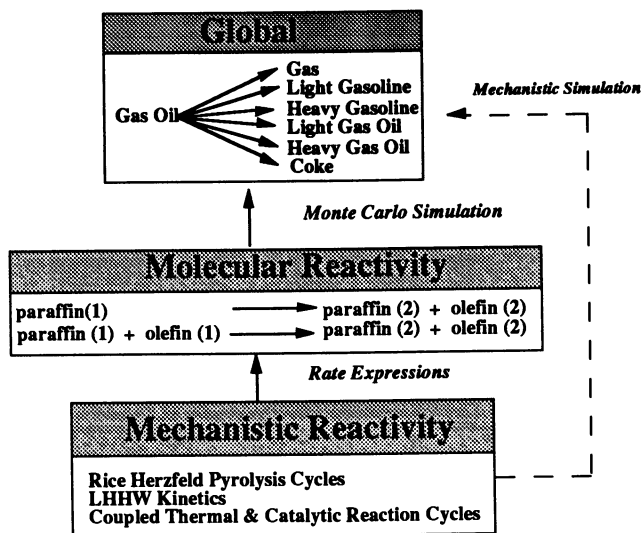 Global
Gas
Light Gasoline
Heavy Gasoline
Gas Oil
Light Gas Oil
Heavy Gas Oil
Coke
Mechanistic Simulation
Monte Carlo Simulation
Molecular Reactivity
paraffin(1) paraffin (2) + olefin (2)
paraffin (1) + olefin (1) paraffin (2) + olefin (2)
Rate Expressions
Mechanistic Reactivity
Rice Herzfeld Pyrolysis Cycles
LHHW Kinetics
Coupled Thermal & Catalytic Reaction Cycles